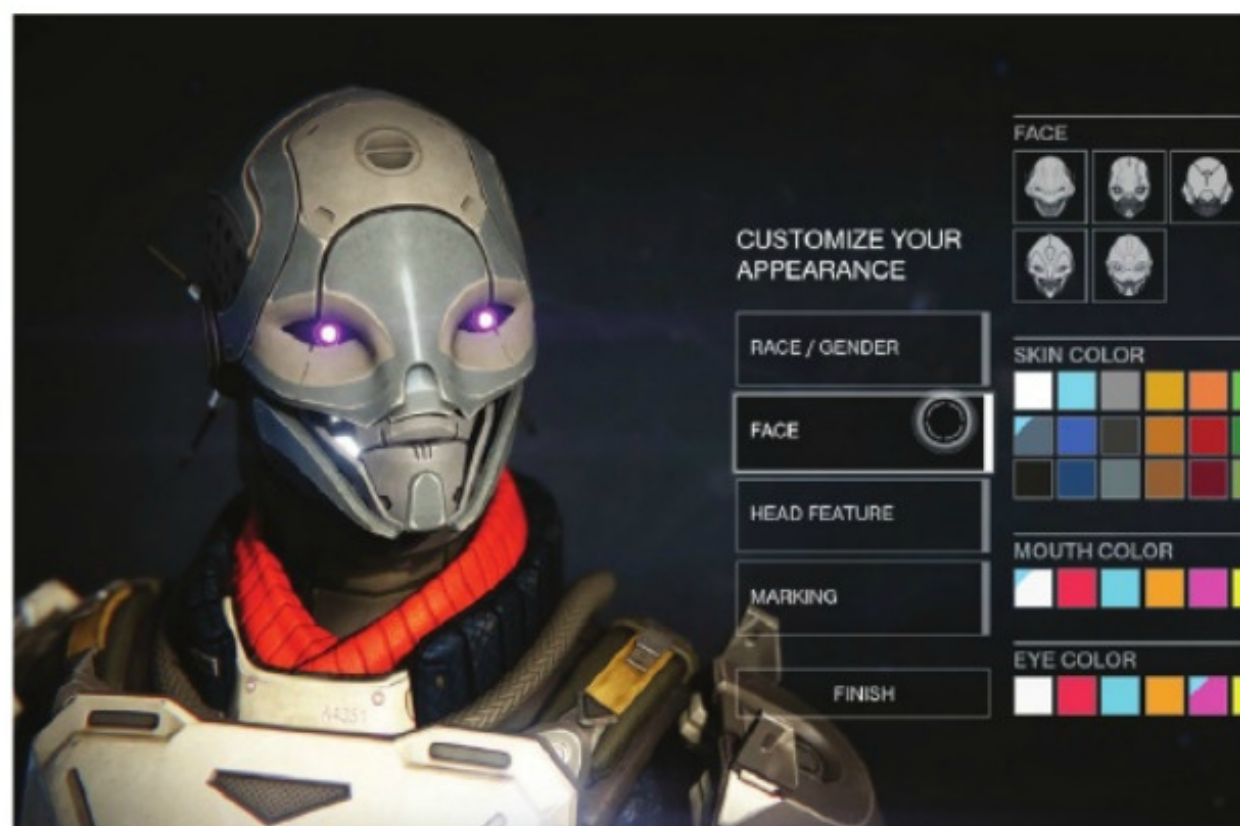 CUSTOMIZE YOUR
APPEARANCE
RACE / GENDER
FACE
HEAD FEATURE
MARKING
FINISH
FACE
SKIN COLOR
MOUTH COLOR
EYE COLOR